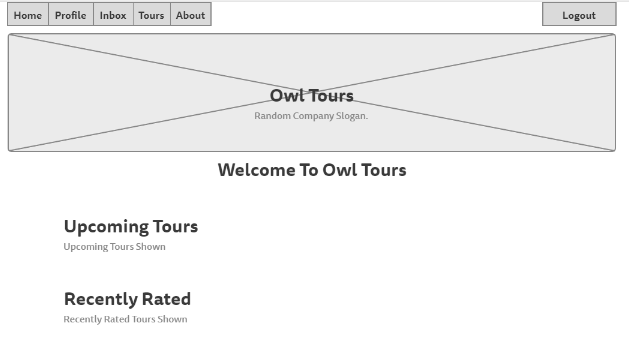 Home Profile Inbox Tours About Logout
Owl Tours
Random Company Slogan.
Welcome To Owl Tours
Upcoming Tours
Upcoming Tours Shown
Recently Rated
Recently Rated Tours Shown